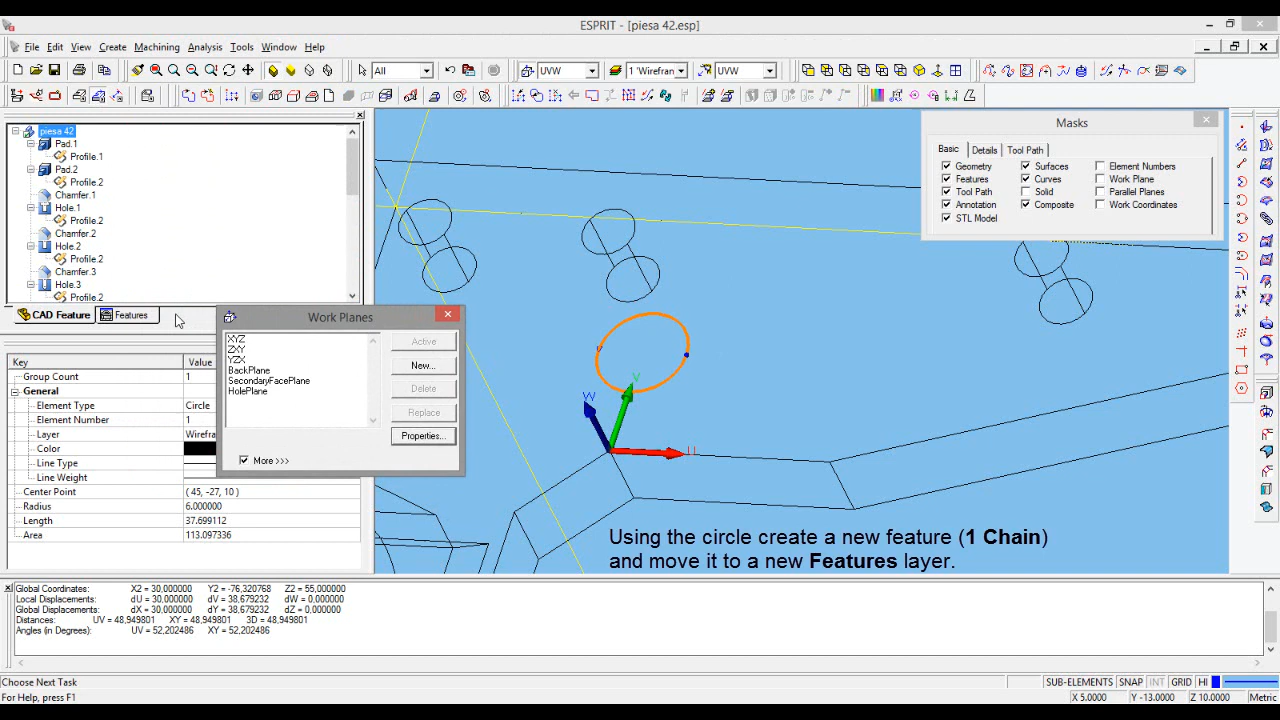 ESPRIT - [piesa 42.esp]
File Edit View Create Machining Analysis Tools Window Help
All UVW 1 'Wirefran UVW
piesa 42
Pad.1
Profile.1
Pad.2
Profile.2
Chamfer.1
Hole.1
Profile.2
Chamfer.2
Hole.2
Profile.2
Chamfer.3
Hole.3
Profile.2
CAD Feature Features
Masks
Basic Details Tool Path
Geometry Surfaces Element Numbers
Features Curves Work Plane
Tool Path Solid Parallel Planes
Annotation Composite Work Coordinates
STL Model
Work Planes
XYZ
ZXY
YZX
BackPlane
SecondaryFacePlane
HolePlane
Active
New...
Delete
Replace
Properties...
More >>>
Key Value
Group Count 1
General
Element Type Circle
Element Number 1
Layer Wirefra
Color
Line Type
Line Weight
Center Point ( 45, -27, 10 )
Radius 6.000000
Length 37.699112
Area 113.097336
V
W
U
Using the circle create a new feature (1 Chain)
and move it to a new Features layer.
Global Coordinates: X2 = 30,000000 Y2 = -76,320768 Z2 = 55,000000
Local Displacements: dU = 30,000000 dV = 38,679232 dW = 0,000000
Global Displacements: dX = 30,000000 dY = 38,679232 dZ = 0,000000
Distances: UV = 48,949801 XY = 48,949801 3D = 48,949801
Angles (in Degrees): UV = 52,202486 XY = 52,202486
Choose Next Task SUB-ELEMENTS SNAP INT GRID HI
For Help, press F1 X 5.0000 Y -13.0000 Z 10.0000 Metric